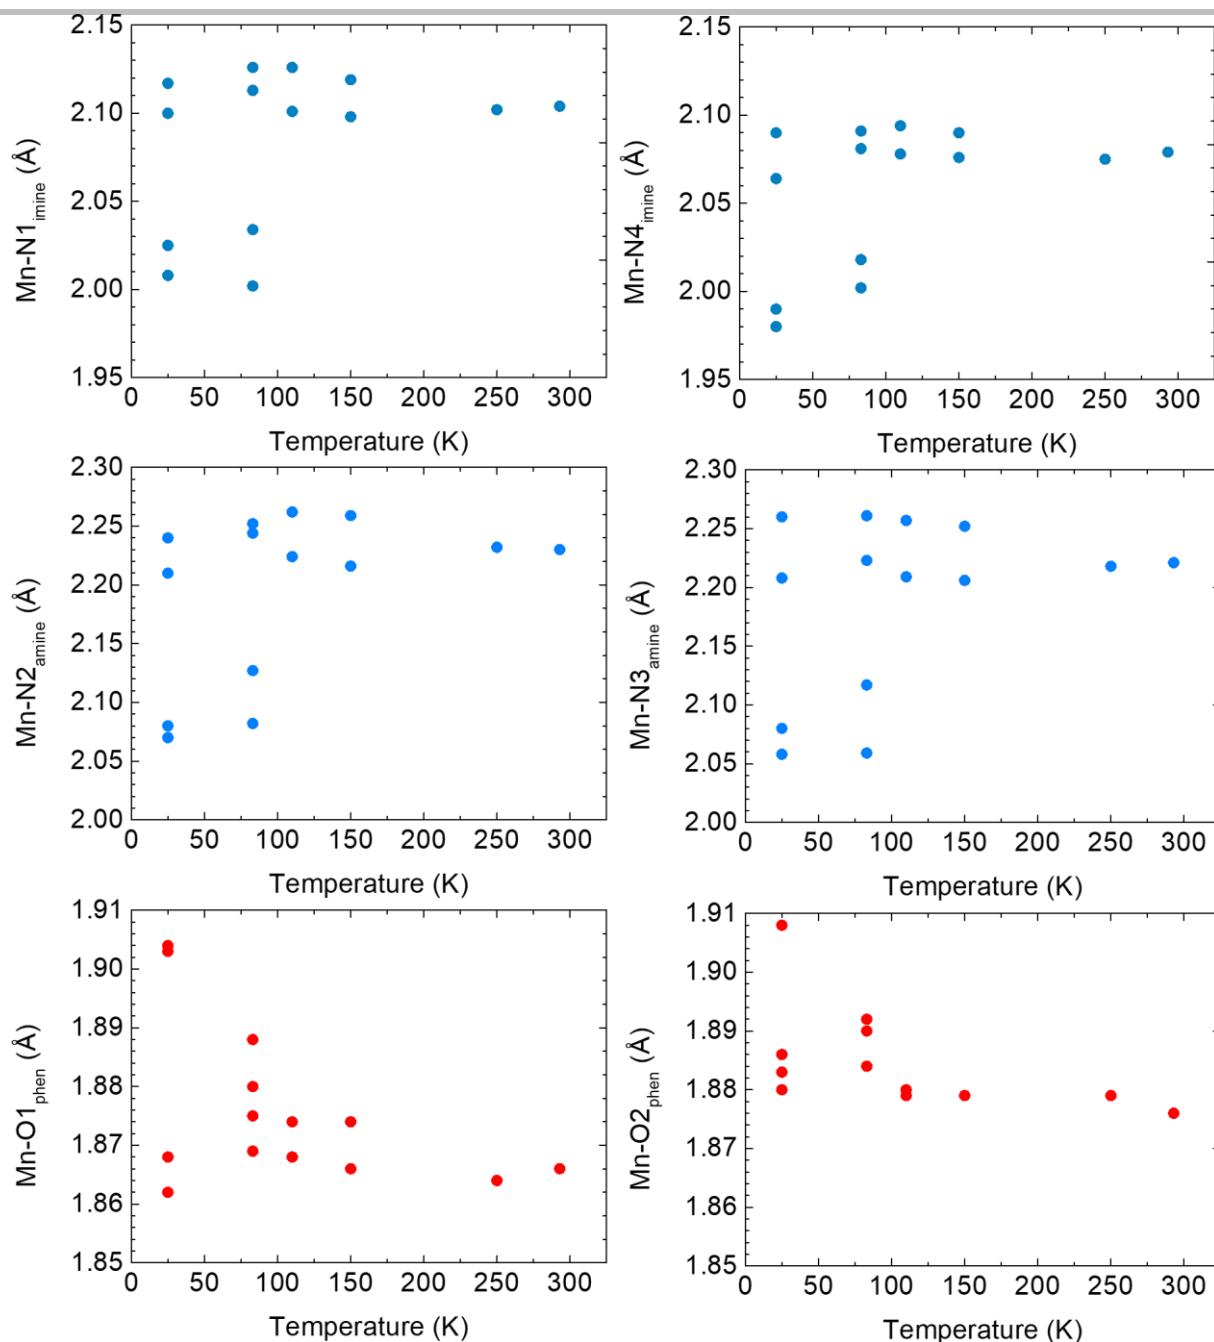 2.15
2.10
2.05
2.00
1.95
Mn-N1imine (Å)
0 50 100 150 200 250 300
Temperature (K)
2.15
2.10
2.05
2.00
1.95
Mn-N4imine (Å)
0 50 100 150 200 250 300
Temperature (K)
2.30
2.25
2.20
2.15
2.10
2.05
2.00
Mn-N2amine (Å)
0 50 100 150 200 250 300
Temperature (K)
2.30
2.25
2.20
2.15
2.10
2.05
2.00
Mn-N3amine (Å)
0 50 100 150 200 250 300
Temperature (K)
1.91
1.90
1.89
1.88
1.87
1.86
1.85
Mn-O1phen (Å)
0 50 100 150 200 250 300
Temperature (K)
1.91
1.90
1.89
1.88
1.87
1.86
1.85
Mn-O2phen (Å)
0 50 100 150 200 250 300
Temperature (K)